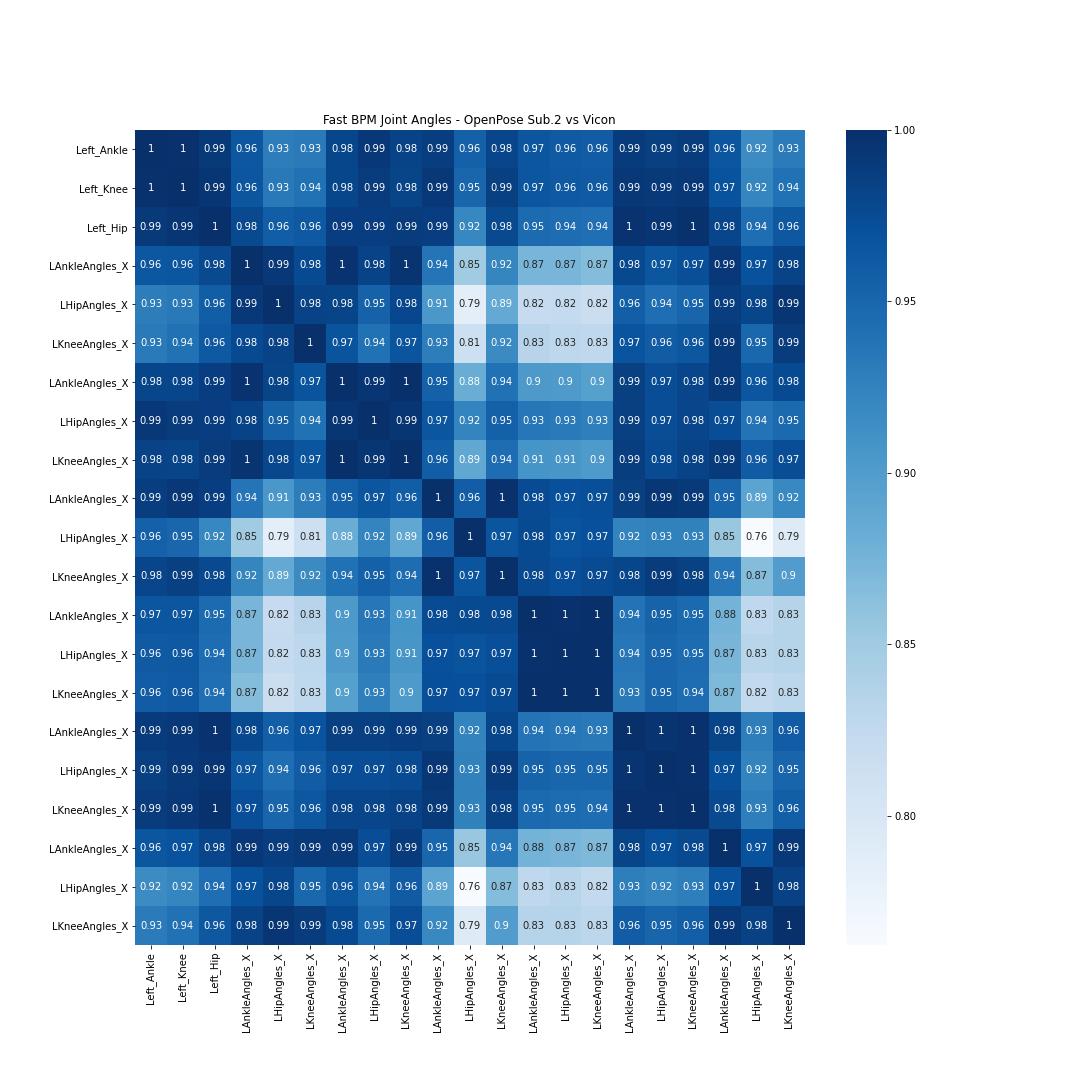 Fast BPM Joint Angles - OpenPose Sub.2 vs Vicon
Left_Ankle 1 1 0.99 0.96 0.93 0.93 0.98 0.99 0.98 0.99 0.96 0.98 0.97 0.96 0.96 0.99 0.99 0.99 0.96 0.92 0.93
Left_Knee 1 1 0.99 0.96 0.93 0.94 0.98 0.99 0.98 0.99 0.95 0.99 0.97 0.96 0.96 0.99 0.99 0.99 0.97 0.92 0.94
Left_Hip 0.99 0.99 1 0.98 0.96 0.96 0.99 0.99 0.99 0.99 0.92 0.98 0.95 0.94 0.94 1 0.99 1 0.98 0.94 0.96
LAnkleAngles_X 0.96 0.96 0.98 1 0.99 0.98 1 0.98 1 0.94 0.85 0.92 0.87 0.87 0.87 0.98 0.97 0.97 0.99 0.97 0.98
LHipAngles_X 0.93 0.93 0.96 0.99 1 0.98 0.98 0.95 0.98 0.91 0.79 0.89 0.82 0.82 0.82 0.96 0.94 0.95 0.99 0.98 0.99
LKneeAngles_X 0.93 0.94 0.96 0.98 0.98 1 0.97 0.94 0.97 0.93 0.81 0.92 0.83 0.83 0.83 0.97 0.96 0.96 0.99 0.95 0.99
LAnkleAngles_X 0.98 0.98 0.99 1 0.98 0.97 1 0.99 1 0.95 0.88 0.94 0.9 0.9 0.9 0.99 0.97 0.98 0.99 0.96 0.98
LHipAngles_X 0.99 0.99 0.99 0.98 0.95 0.94 0.99 1 0.99 0.97 0.92 0.95 0.93 0.93 0.93 0.99 0.97 0.98 0.97 0.94 0.95
LKneeAngles_X 0.98 0.98 0.99 1 0.98 0.97 1 0.99 1 0.96 0.89 0.94 0.91 0.91 0.9 0.99 0.98 0.98 0.99 0.96 0.97
LAnkleAngles_X 0.99 0.99 0.99 0.94 0.91 0.93 0.95 0.97 0.96 1 0.96 1 0.98 0.97 0.97 0.99 0.99 0.99 0.95 0.89 0.92
LHipAngles_X 0.96 0.95 0.92 0.85 0.79 0.81 0.88 0.92 0.89 0.96 1 0.97 0.98 0.97 0.97 0.92 0.93 0.93 0.85 0.76 0.79
LKneeAngles_X 0.98 0.99 0.98 0.92 0.89 0.92 0.94 0.95 0.94 1 0.97 1 0.98 0.97 0.97 0.98 0.99 0.98 0.94 0.87 0.9
LAnkleAngles_X 0.97 0.97 0.95 0.87 0.82 0.83 0.9 0.93 0.91 0.98 0.98 0.98 1 1 1 0.94 0.95 0.95 0.88 0.83 0.83
LHipAngles_X 0.96 0.96 0.94 0.87 0.82 0.83 0.9 0.93 0.91 0.97 0.97 0.97 1 1 1 0.94 0.95 0.95 0.87 0.83 0.83
LKneeAngles_X 0.96 0.96 0.94 0.87 0.82 0.83 0.9 0.93 0.9 0.97 0.97 0.97 1 1 1 0.93 0.95 0.94 0.87 0.82 0.83
LAnkleAngles_X 0.99 0.99 1 0.98 0.96 0.97 0.99 0.99 0.99 0.99 0.92 0.98 0.94 0.94 0.93 1 1 1 0.98 0.93 0.96
LHipAngles_X 0.99 0.99 0.99 0.97 0.94 0.96 0.97 0.97 0.98 0.99 0.93 0.99 0.95 0.95 0.95 1 1 1 0.97 0.92 0.95
LKneeAngles_X 0.99 0.99 1 0.97 0.95 0.96 0.98 0.98 0.98 0.99 0.93 0.98 0.95 0.95 0.94 1 1 1 0.98 0.93 0.96
LAnkleAngles_X 0.96 0.97 0.98 0.99 0.99 0.99 0.99 0.97 0.99 0.95 0.85 0.94 0.88 0.87 0.87 0.98 0.97 0.98 1 0.97 0.99
LHipAngles_X 0.92 0.92 0.94 0.97 0.98 0.95 0.96 0.94 0.96 0.89 0.76 0.87 0.83 0.83 0.82 0.93 0.92 0.93 0.97 1 0.98
LKneeAngles_X 0.93 0.94 0.96 0.98 0.99 0.99 0.98 0.95 0.97 0.92 0.79 0.9 0.83 0.83 0.83 0.96 0.95 0.96 0.99 0.98 1
Left_Ankle
Left_Knee
Left_Hip
LAnkleAngles_X
LHipAngles_X
LKneeAngles_X
LAnkleAngles_X
LHipAngles_X
LKneeAngles_X
LAnkleAngles_X
LHipAngles_X
LKneeAngles_X
LAnkleAngles_X
LHipAngles_X
LKneeAngles_X
LAnkleAngles_X
LHipAngles_X
LKneeAngles_X
LAnkleAngles_X
LHipAngles_X
LKneeAngles_X
1.00
0.95
0.90
0.85
0.80